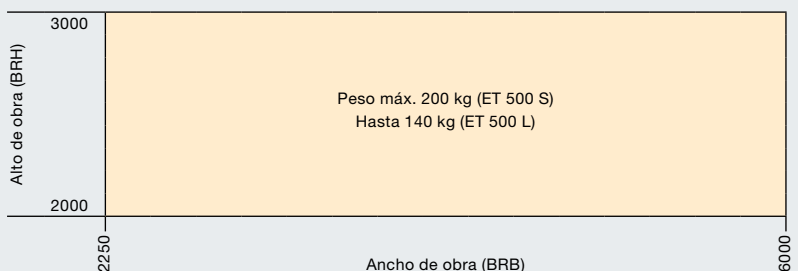 3000
Alto de obra (BRH)
Peso máx. 200 kg (ET 500 S)
Hasta 140 kg (ET 500 L)
2000
2250
Ancho de obra (BRB)
6000